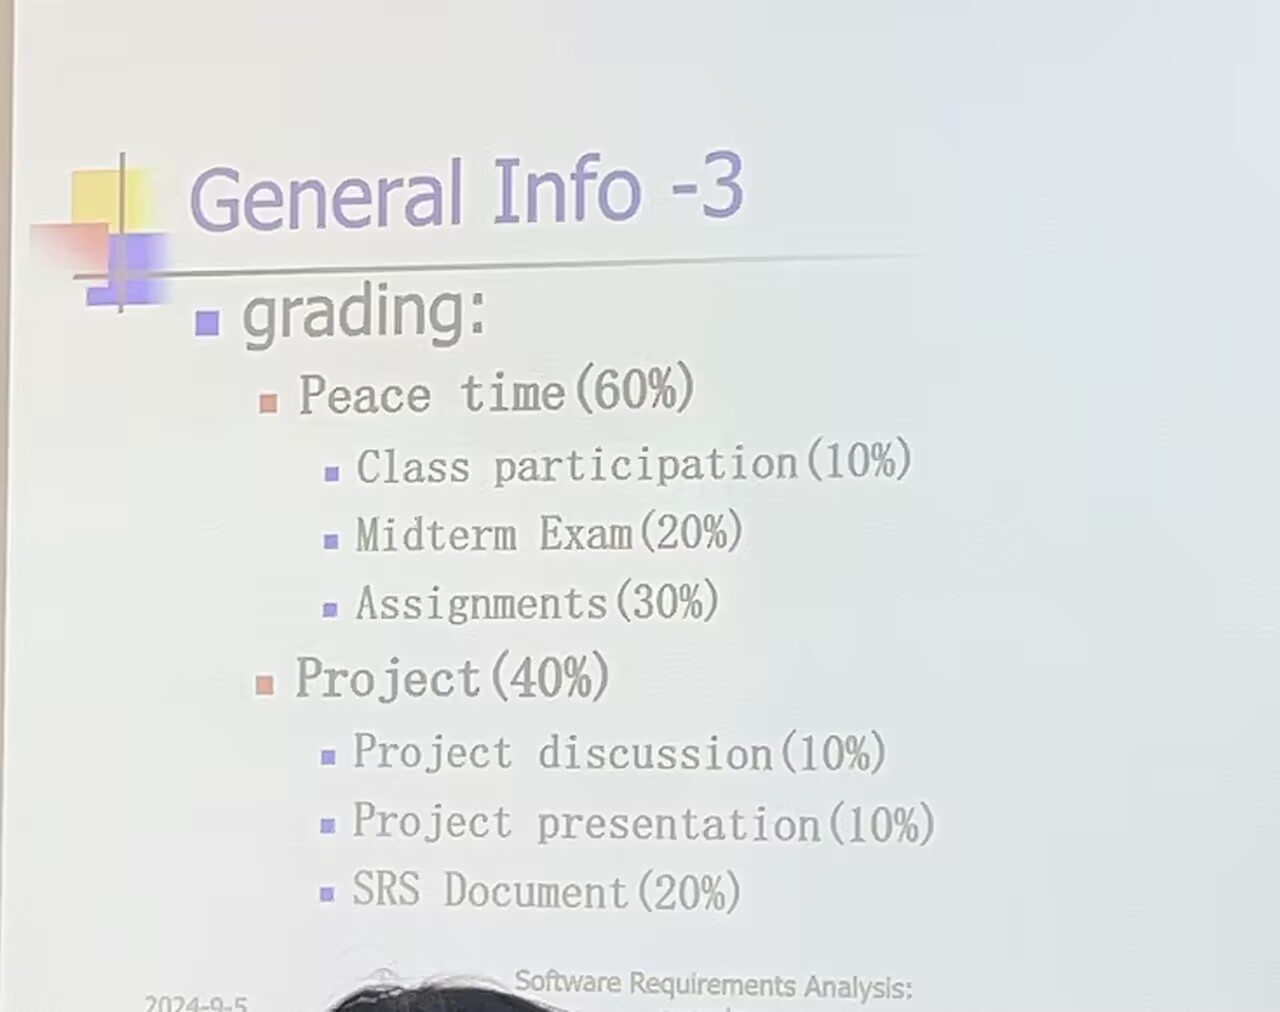 General Info -3
grading:
Peace time(60%)
Class participation(10%)
Midterm Exam(20%)
Assignments(30%)
Project(40%)
Project discussion(10%)
Project presentation(10%)
SRS Document(20%)
Software Requirements Analysis:
2024-9-5